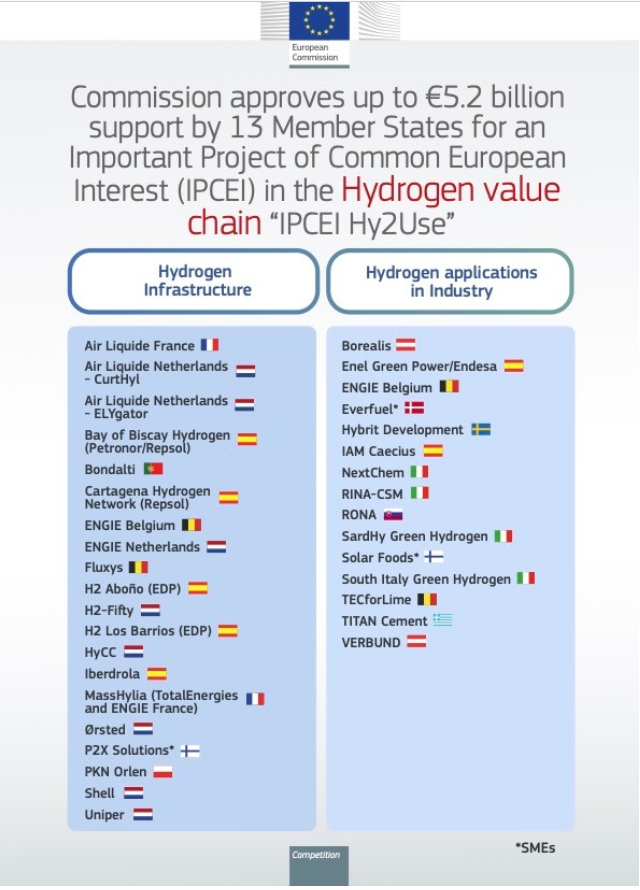 European
Commission
Commission approves up to €5.2 billion
support by 13 Member States for an
Important Project of Common European
Interest (IPCEI) in the Hydrogen value
chain “IPCEI Hy2Use”
Hydrogen
Infrastructure
Air Liquide France
Air Liquide Netherlands
- CurtHyl
Air Liquide Netherlands
- ELYgator
Bay of Biscay Hydrogen
(Petronor/Repsol)
Bondalti
Cartagena Hydrogen
Network (Repsol)
ENGIE Belgium
ENGIE Netherlands
Fluxys
H2 Aboño (EDP)
H2-Fifty
H2 Los Barrios (EDP)
HyCC
Iberdrola
MassHylia (TotalEnergies
and ENGIE France)
Ørsted
P2X Solutions*
PKN Orlen
Shell
Uniper
Hydrogen applications
in Industry
Borealis
Enel Green Power/Endesa
ENGIE Belgium
Everfuel*
Hybrit Development
IAM Caecius
NextChem
RINA-CSM
RONA
SardHy Green Hydrogen
Solar Foods*
South Italy Green Hydrogen
TECforLime
TITAN Cement
VERBUND
*SMEs
Competition